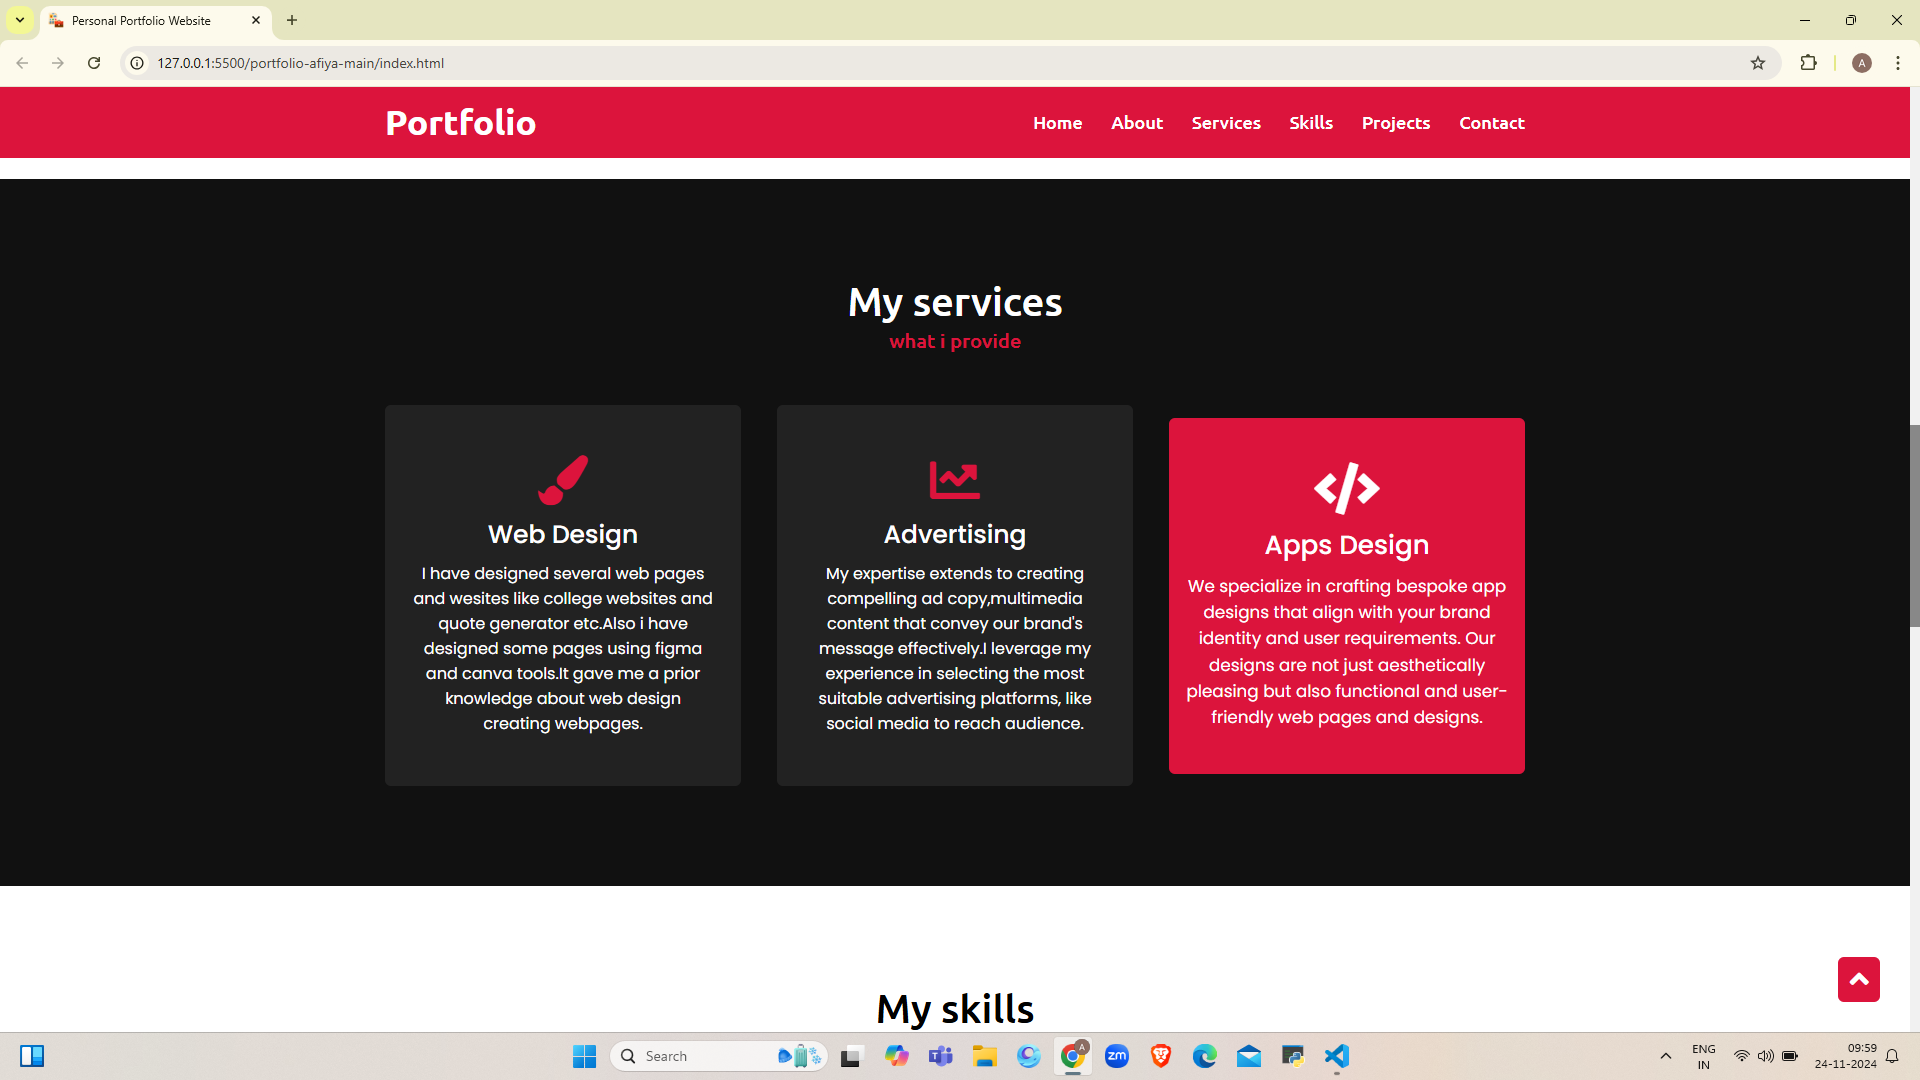 Personal Portfolio Website
127.0.0.1:5500/portfolio-afiya-main/index.html
A
Portfolio
Home About Services Skills Projects Contact
My services
what i provide
Web Design
I have designed several web pages
and wesites like college websites and
quote generator etc.Also i have
designed some pages using figma
and canva tools.It gave me a prior
knowledge about web design
creating webpages.
Advertising
My expertise extends to creating
compelling ad copy,multimedia
content that convey our brand's
message effectively.I leverage my
experience in selecting the most
suitable advertising platforms, like
social media to reach audience.
Apps Design
We specialize in crafting bespoke app
designs that align with your brand
identity and user requirements. Our
designs are not just aesthetically
pleasing but also functional and user-
friendly web pages and designs.
My skills
Search
T
A
zm
ENG
IN
09:59
24-11-2024